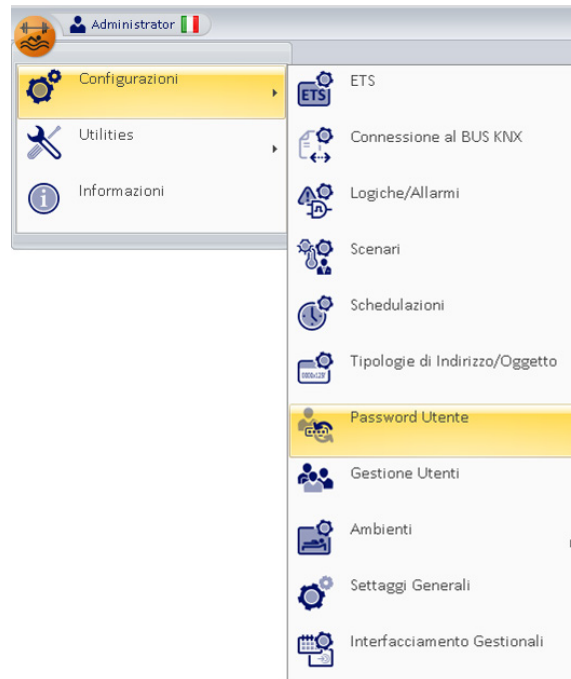 Administrator
Configurazioni
Utilities
Informazioni
ETS
ETS
Connessione al BUS KNX
Logiche/Allarmi
Scenari
Schedulazioni
Tipologie di Indirizzo/Oggetto
Password Utente
Gestione Utenti
Ambienti
Settaggi Generali
Interfacciamento Gestionali